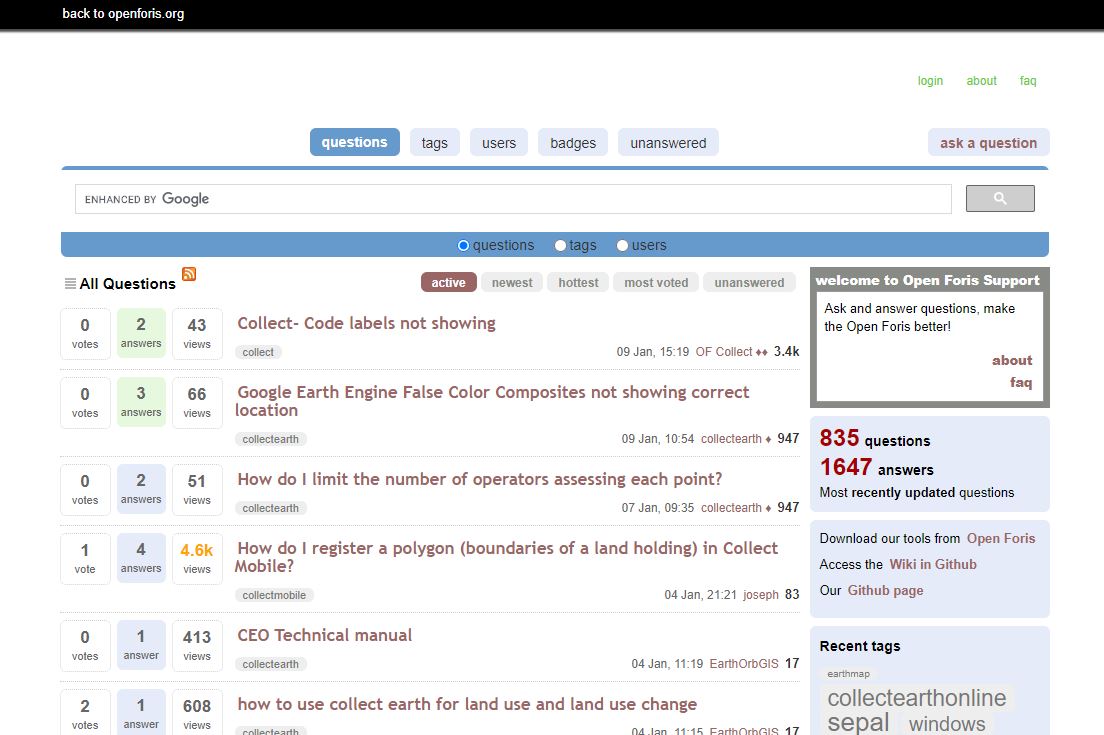 back to openforis.org
login about faq
questions tags users badges unanswered ask a question
ENHANCED BY Google
questions tags users
All Questions active newest hottest most voted unanswered
0 votes 2 answers 43 views
Collect- Code labels not showing
collect 09 Jan, 15:19 OF Collect ♦♦ 3.4k
0 votes 3 answers 66 views
Google Earth Engine False Color Composites not showing correct
location
collectearth 09 Jan, 10:54 collectearth ♦ 947
0 votes 2 answers 51 views
How do I limit the number of operators assessing each point?
collectearth 07 Jan, 09:35 collectearth ♦ 947
1 vote 4 answers 4.6k views
How do I register a polygon (boundaries of a land holding) in Collect
Mobile?
collectmobile 04 Jan, 21:21 joseph 83
0 votes 1 answer 413 views
CEO Technical manual
collectearth 04 Jan, 11:19 EarthOrbGIS 17
2 votes 1 answer 608 views
how to use collect earth for land use and land use change
collectearth 04 Jan, 11:15 EarthOrbGIS 17
welcome to Open Foris Support
Ask and answer questions, make
the Open Foris better!
about
faq
835 questions
1647 answers
Most recently updated questions
Download our tools from Open Foris
Access the Wiki in Github
Our Github page
Recent tags
earthmap
collectearthonline
sepal windows